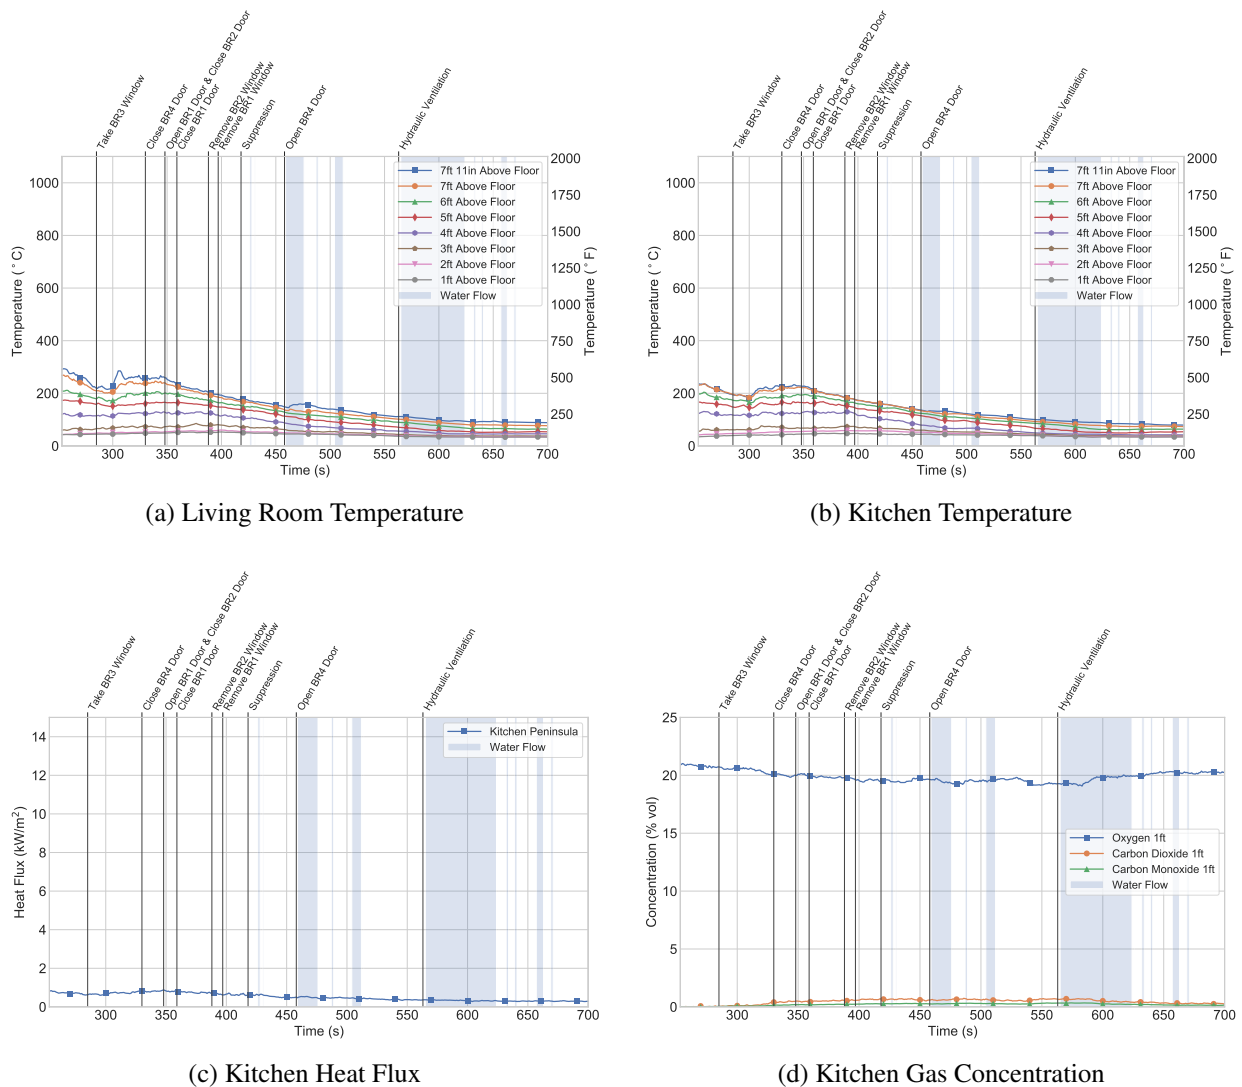 Take BR3 Window
Close BR4 Door
Open BR1 Door & Close BR2 Door
Close BR1 Door
Remove BR2 Window
Remove BR1 Window
Suppression
Open BR4 Door
Hydraulic Ventilation
1000
800
600
400
200
0
Temperature (°C)
2000
1750
1500
1250
1000
750
500
250
Temperature (°F)
7ft 11in Above Floor
7ft Above Floor
6ft Above Floor
5ft Above Floor
4ft Above Floor
3ft Above Floor
2ft Above Floor
1ft Above Floor
Water Flow
300 350 400 450 500 550 600 650 700
Time (s)
(a) Living Room Temperature
Take BR3 Window
Close BR4 Door
Open BR1 Door & Close BR2 Door
Close BR1 Door
Remove BR2 Window
Remove BR1 Window
Suppression
Open BR4 Door
Hydraulic Ventilation
1000
800
600
400
200
0
Temperature (°C)
2000
1750
1500
1250
1000
750
500
250
Temperature (°F)
7ft 11in Above Floor
7ft Above Floor
6ft Above Floor
5ft Above Floor
4ft Above Floor
3ft Above Floor
2ft Above Floor
1ft Above Floor
Water Flow
300 350 400 450 500 550 600 650 700
Time (s)
(b) Kitchen Temperature
Take BR3 Window
Close BR4 Door
Open BR1 Door & Close BR2 Door
Close BR1 Door
Remove BR2 Window
Remove BR1 Window
Suppression
Open BR4 Door
Hydraulic Ventilation
14
12
10
8
6
4
2
0
Heat Flux (kW/m²)
Kitchen Peninsula
Water Flow
300 350 400 450 500 550 600 650 700
Time (s)
(c) Kitchen Heat Flux
Take BR3 Window
Close BR4 Door
Open BR1 Door & Close BR2 Door
Close BR1 Door
Remove BR2 Window
Remove BR1 Window
Suppression
Open BR4 Door
Hydraulic Ventilation
25
20
15
10
5
0
Concentration (% vol)
Oxygen 1ft
Carbon Dioxide 1ft
Carbon Monoxide 1ft
Water Flow
300 350 400 450 500 550 600 650 700
Time (s)
(d) Kitchen Gas Concentration